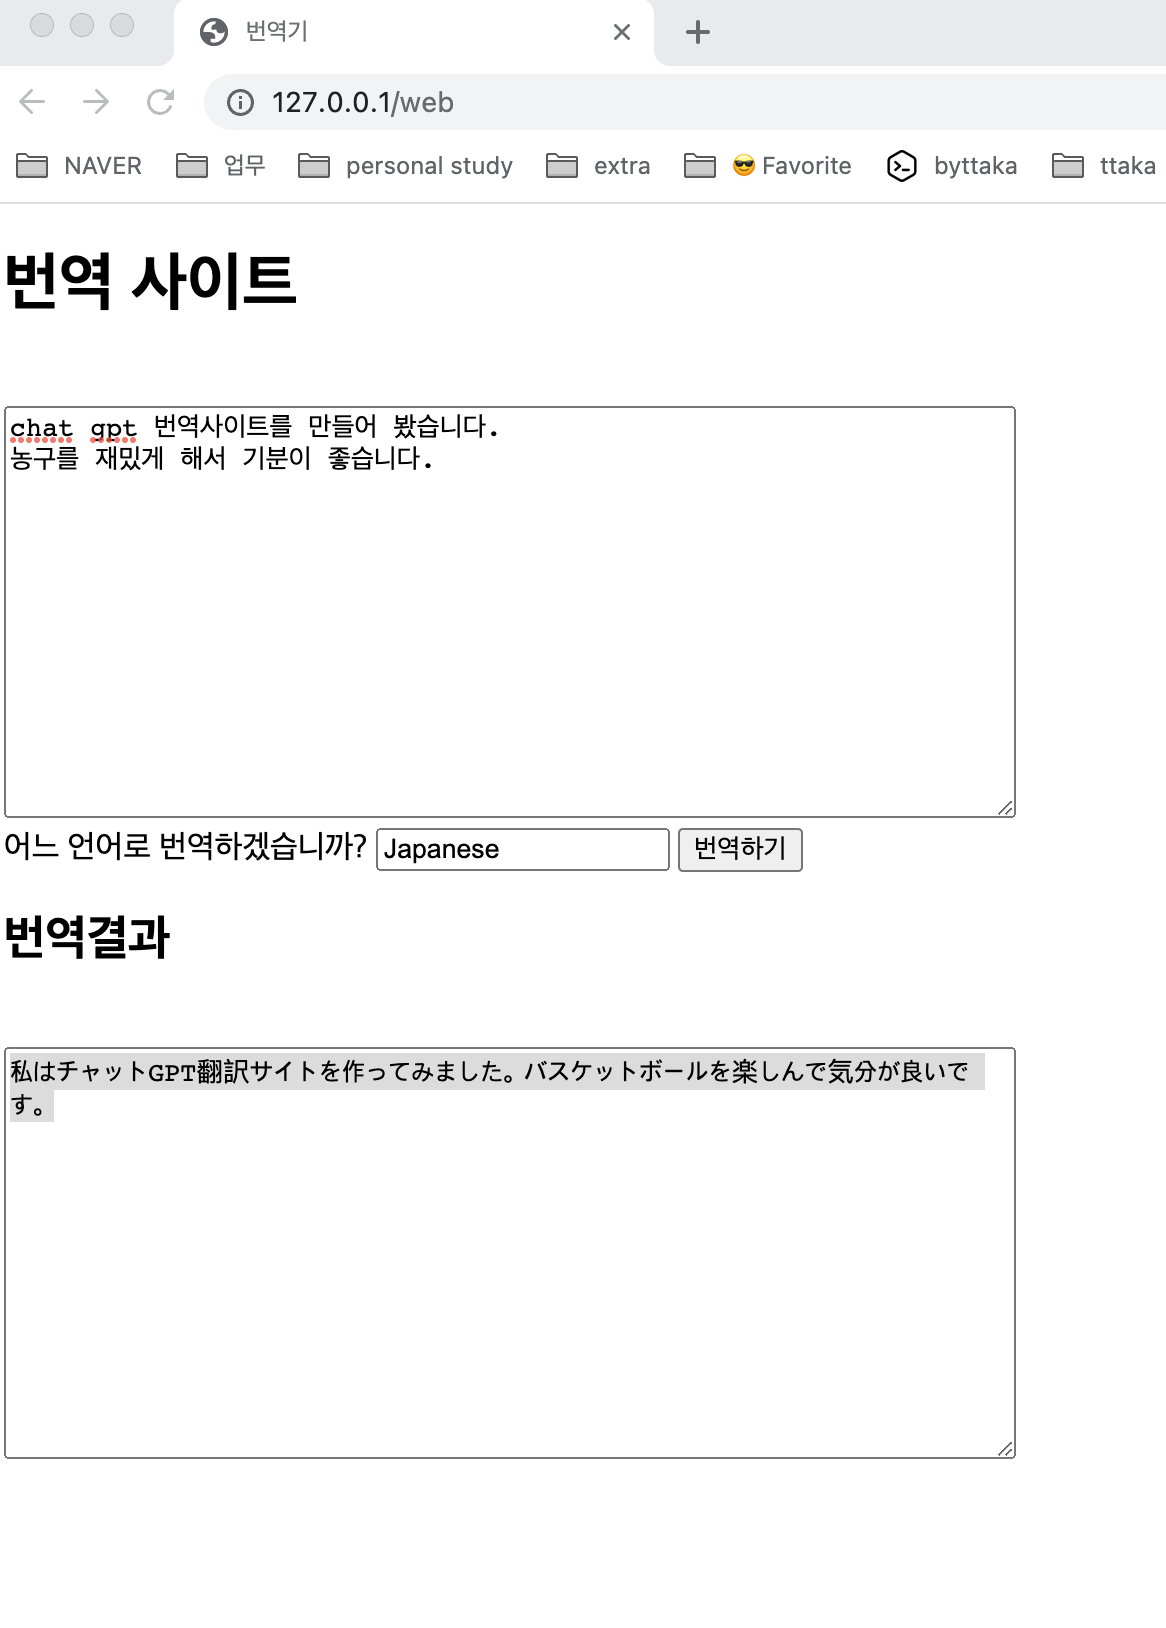 번역기
127.0.0.1/web
NAVER 업무 personal study extra 😎 Favorite byttaka ttaka
번역 사이트
chat gpt 번역사이트를 만들어 봤습니다.
농구를 재밌게 해서 기분이 좋습니다.
어느 언어로 번역하겠습니까? Japanese 번역하기
번역결과
私はチャットGPT翻訳サイトを作ってみました。バスケットボールを楽しんで気分が良いで
す。